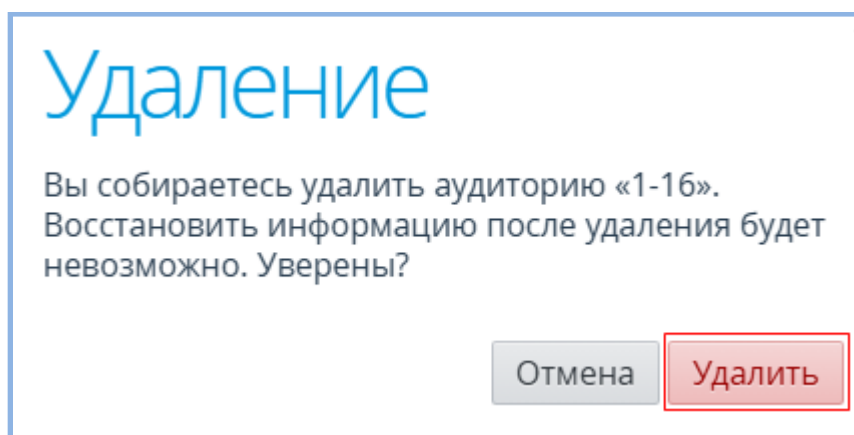 Удаление
Вы собираетесь удалить аудиторию «1-16».
Восстановить информацию после удаления будет
невозможно. Уверены?
Отмена Удалить